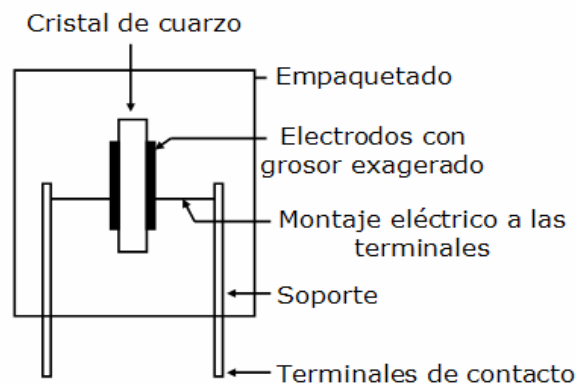 Cristal de cuarzo
Empaquetado
Electrodos con
grosor exagerado
Montaje eléctrico a las
terminales
Soporte
Terminales de contacto